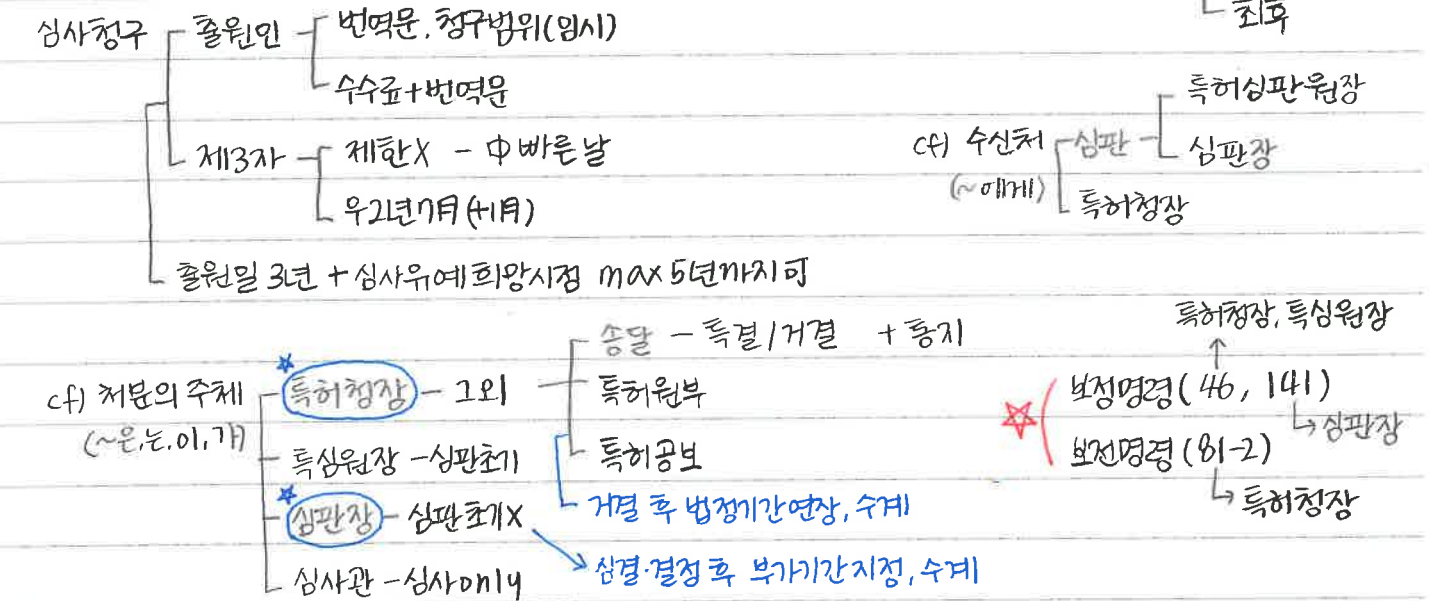 최후
심사청구 출원인 번역문, 청구범위(임시)
수수료+번역문
제3자 제한X - 中 빠른날
우2년7月(+1月)
출원일 3년 + 심사유예 희망시점 max 5년까지 可
cf) 수신처 심판 특허심판원장
(~에게) 심판장
특허청장
cf) 처분의 주체 특허청장 - 그외
(~은,는,이,가)
송달 - 특결/거결 + 통지
특허원부
특허공보
거결 후 법정기간연장, 수계
특심원장 - 심판초기
심판장 - 심판초기X
심결·결정 후 부가기간지정, 수계
심사관 - 심사only
특허청장, 특심원장
↑
보정명령(46, 141)
↳심판장
보전명령(81-2)
↳특허청장